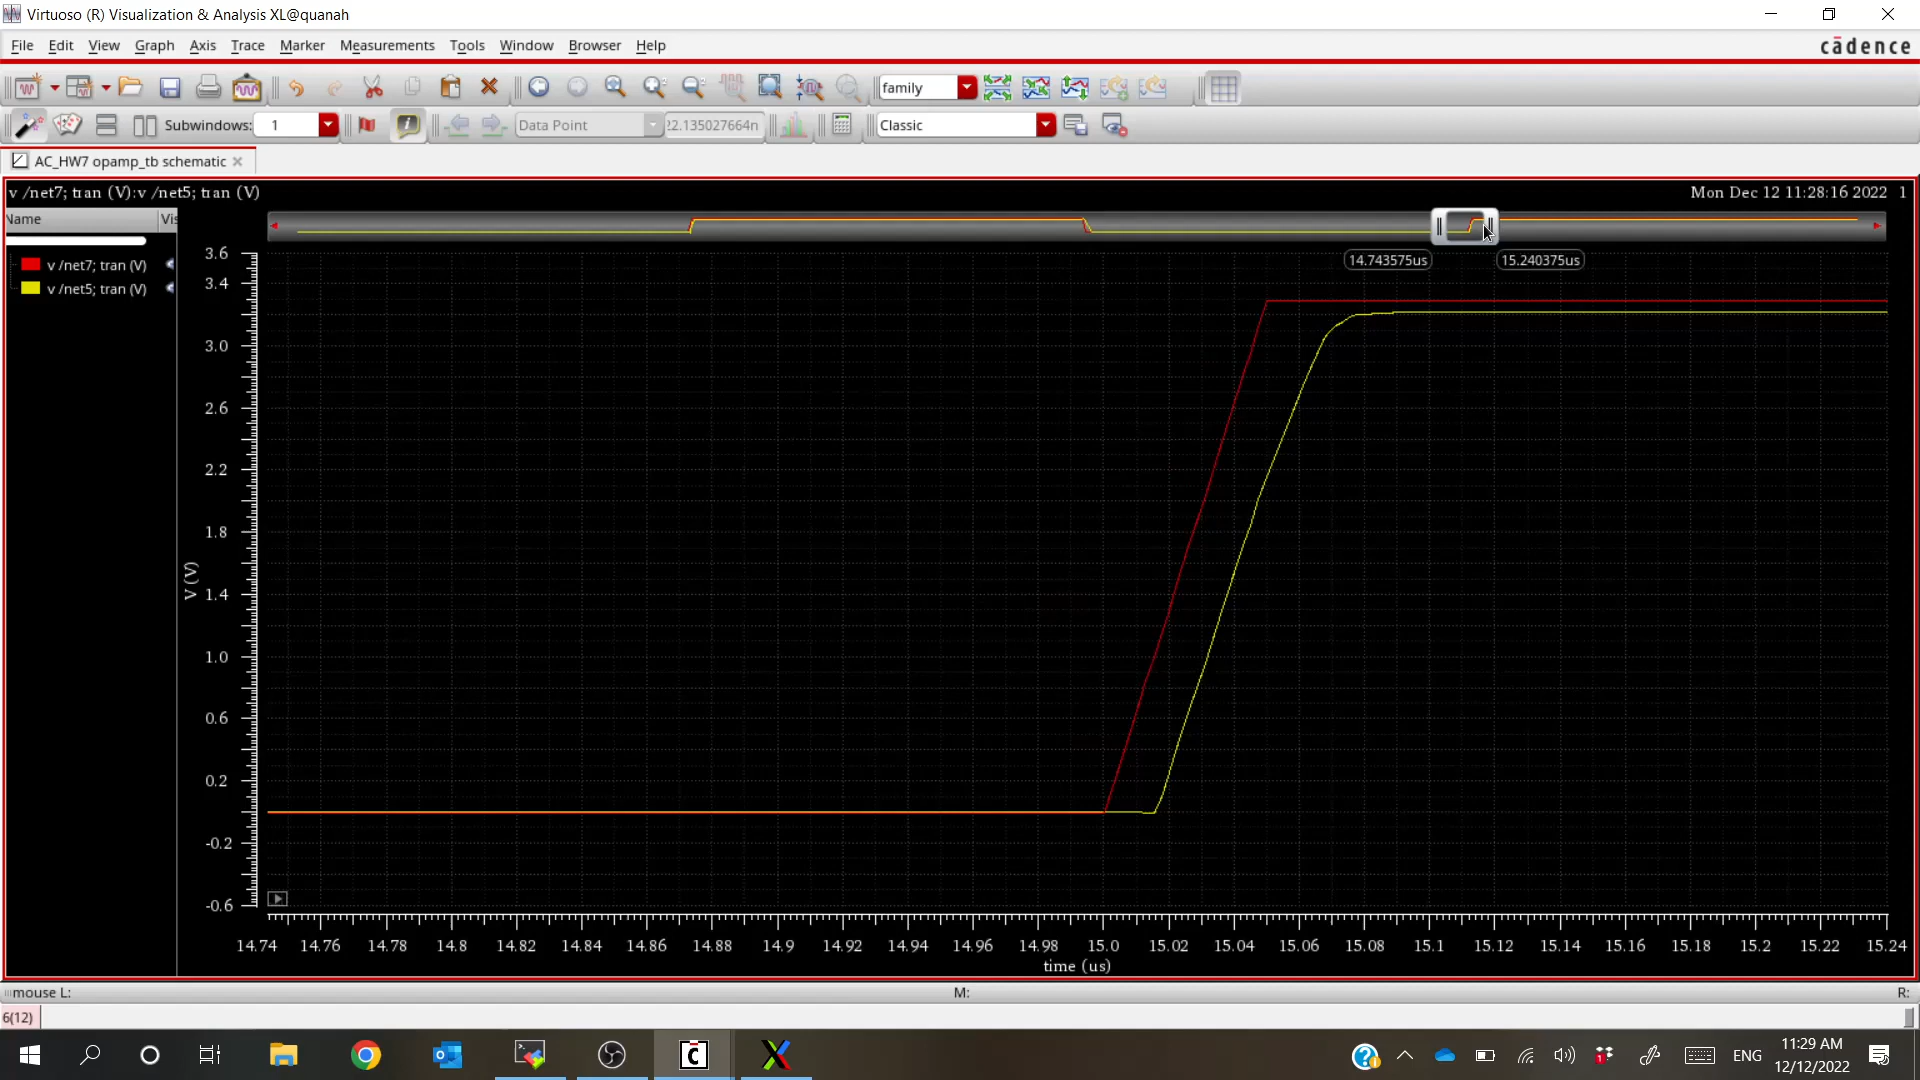 Virtuoso (R) Visualization & Analysis XL@quanah
File Edit View Graph Axis Trace Marker Measurements Tools Window Browser Help
cādence
family
Subwindows: 1
Data Point
22.135027664n
Classic
AC_HW7 opamp_tb schematic
v /net7; tran (V):v /net5; tran (V)
Mon Dec 12 11:28:16 2022 1
Name Vis
v /net7; tran (V)
v /net5; tran (V)
14.743575us
15.240375us
3.6
3.4
3.0
2.6
2.2
1.8
1.4
1.0
0.6
0.2
-0.2
-0.6
V (V)
14.74 14.76 14.78 14.8 14.82 14.84 14.86 14.88 14.9 14.92 14.94 14.96 14.98 15.0 15.02 15.04 15.06 15.08 15.1 15.12 15.14 15.16 15.18 15.2 15.22 15.24
time (us)
mouse L:
M:
R:
6(12)
ENG
11:29 AM
12/12/2022